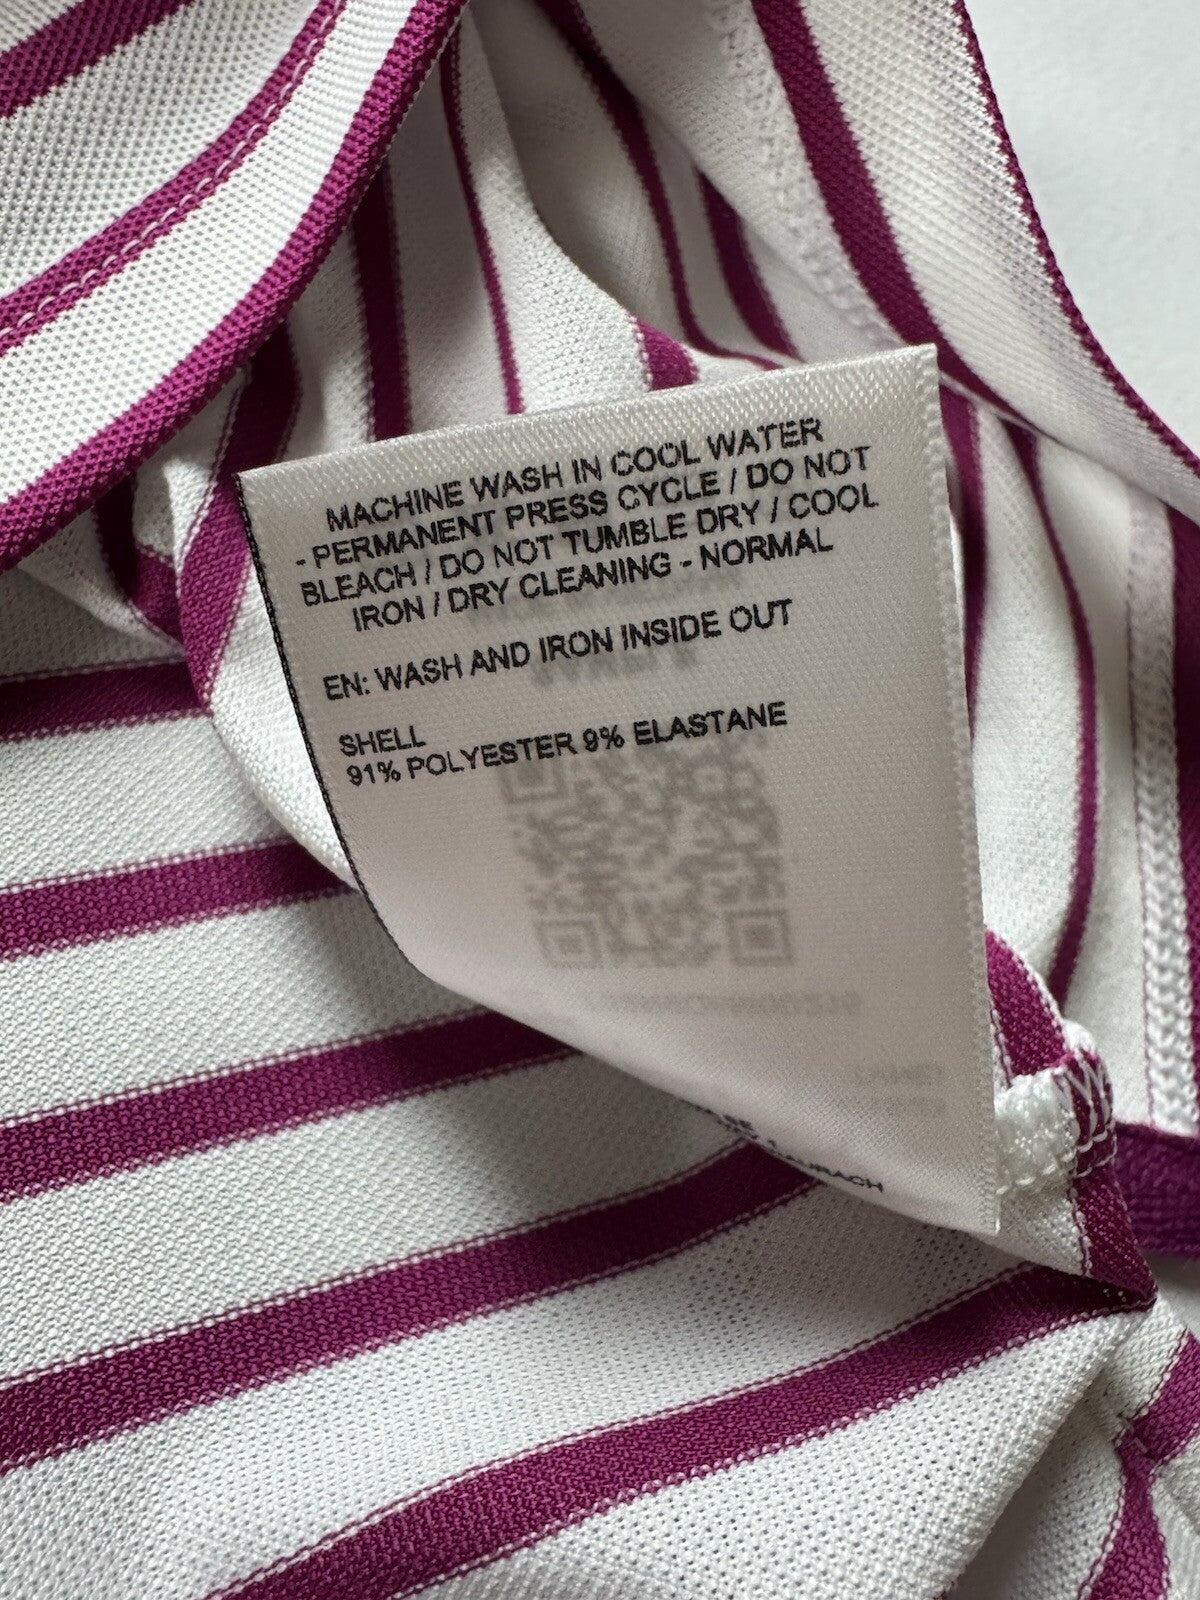 MACHINE WASH IN COOL WATER
- PERMANENT PRESS CYCLE / DO NOT
BLEACH / DO NOT TUMBLE DRY / COOL
IRON / DRY CLEANING - NORMAL
EN: WASH AND IRON INSIDE OUT
SHELL
91% POLYESTER 9% ELASTANE